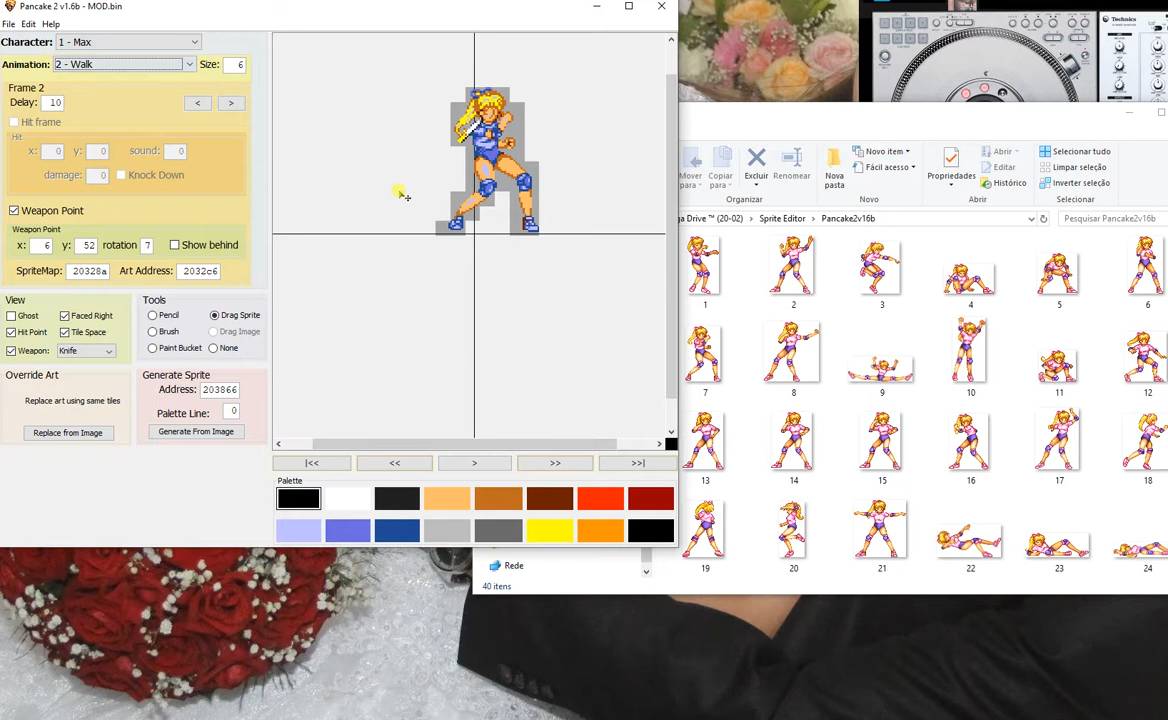 Pancake 2 v1.6b - MOD.bin
File Edit Help
Character: 1 - Max
Animation: 2 - Walk Size: 6
Frame 2
Delay: 10 < >
Hit frame
Hit
x: 0 y: 0 sound: 0
damage: 0 Knock Down
Weapon Point
Weapon Point
x: 6 y: 52 rotation 7 Show behind
SpriteMap: 20328a Art Address: 2032c6
View
Ghost Faced Right
Hit Point Tile Space
Weapon: Knife
Tools
Pencil Drag Sprite
Brush Drag Image
Paint Bucket None
Override Art
Replace art using same tiles
Replace from Image
Generate Sprite
Address: 203866
Palette Line: 0
Generate From Image
|<< << > >> >>|
Palette
Technics
Mover para
Copiar para
Excluir
Renomear
Organizar
Nova pasta
Novo item
Fácil acesso
Novo
Propriedades
Abrir
Editar
Histórico
Abrir
Selecionar tudo
Limpar seleção
Inverter seleção
Selecionar
ga Drive ™ (20-02) > Sprite Editor > Pancake2v16b
Pesquisar Pancake2v16b
1 2 3 4 5 6
7 8 9 10 11 12
13 14 15 16 17 18
19 20 21 22 23 24
Rede
40 itens